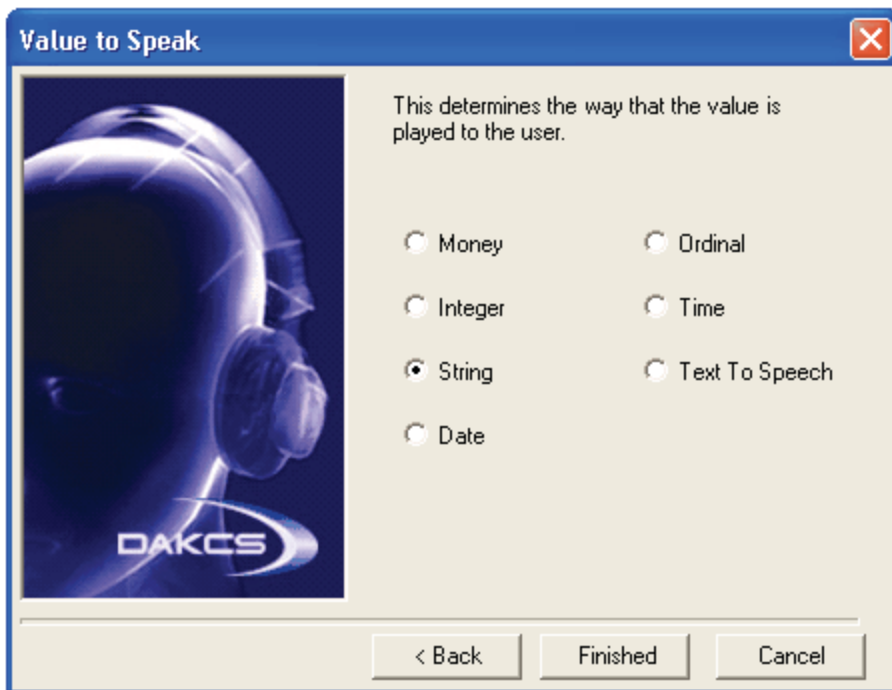 Value to Speak
This determines the way that the value is
played to the user.
Money
Ordinal
Integer
Time
String
Text To Speech
Date
DAKCS
< Back
Finished
Cancel